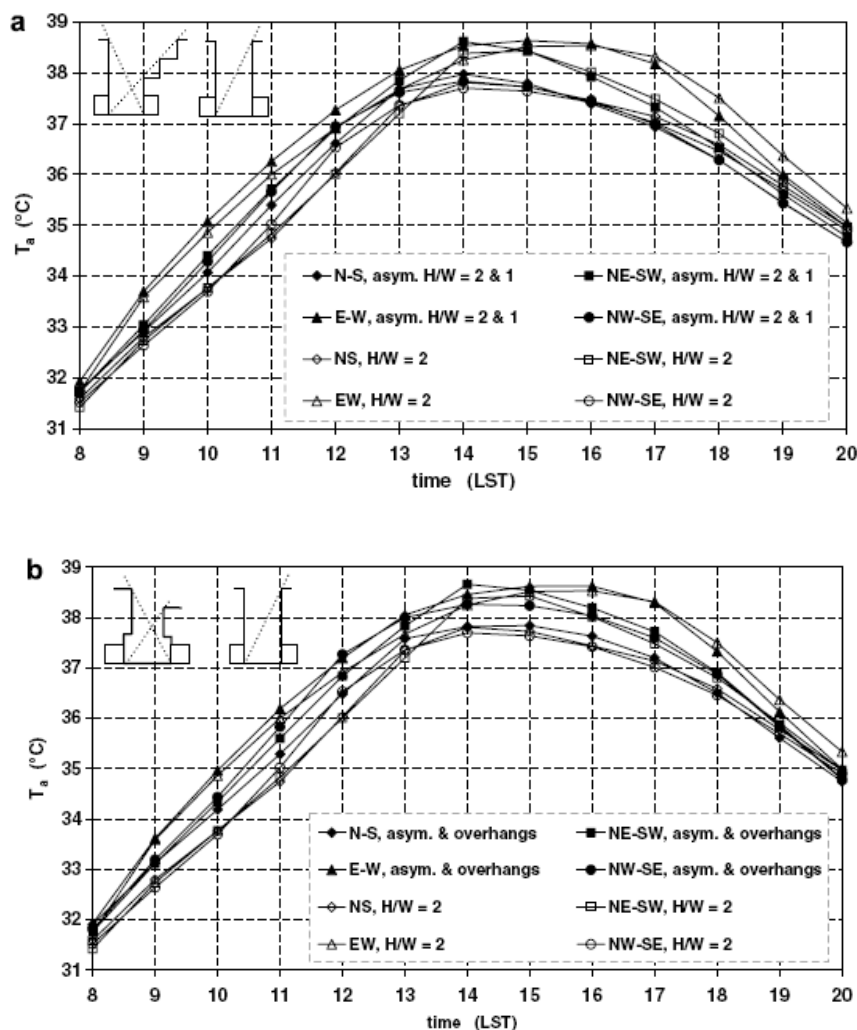 a
39
38
37
36
35
34
33
32
31
Ta (°C)
N-S, asym. H/W = 2 & 1
NE-SW, asym. H/W = 2 & 1
E-W, asym. H/W = 2 & 1
NW-SE, asym. H/W = 2 & 1
NS, H/W = 2
NE-SW, H/W = 2
EW, H/W = 2
NW-SE, H/W = 2
8 9 10 11 12 13 14 15 16 17 18 19 20
time (LST)
b
39
38
37
36
35
34
33
32
31
Ta (°C)
N-S, asym. & overhangs
NE-SW, asym. & overhangs
E-W, asym. & overhangs
NW-SE, asym. & overhangs
NS, H/W = 2
NE-SW, H/W = 2
EW, H/W = 2
NW-SE, H/W = 2
8 9 10 11 12 13 14 15 16 17 18 19 20
time (LST)